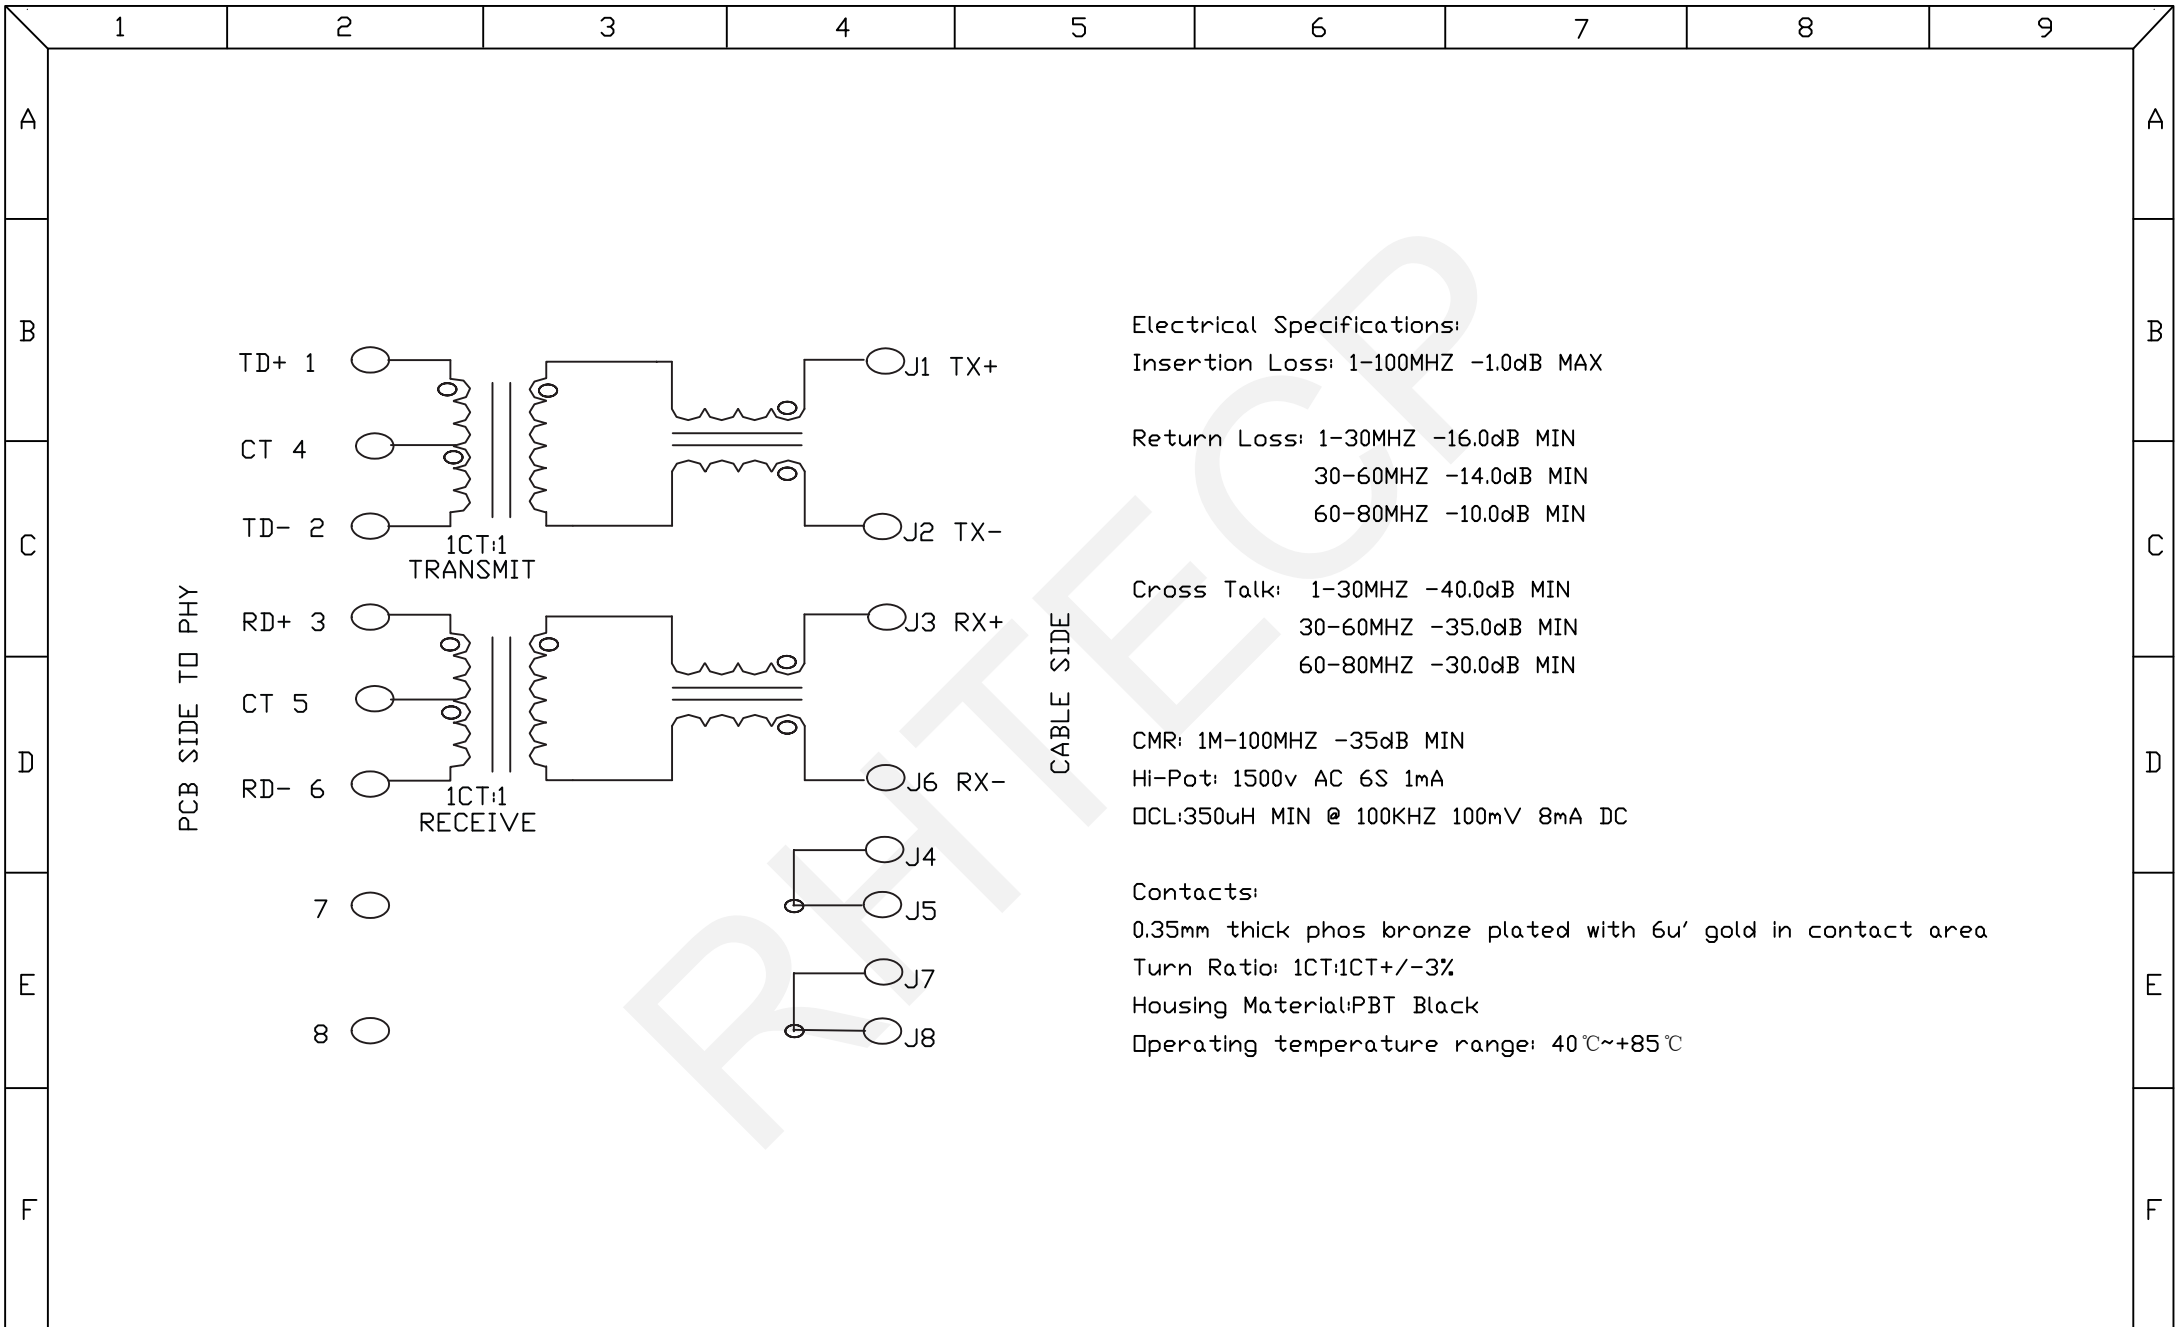 1 2 3 4 5 6 7 8 9
A A
B B
C C
D D
E E
F F
TD+ 1
CT 4
TD- 2
1CT:1
TRANSMIT
RD+ 3
CT 5
RD- 6
1CT:1
RECEIVE
7
8
PCB SIDE TO PHY
J1 TX+
J2 TX-
J3 RX+
J6 RX-
J4
J5
J7
J8
CABLE SIDE
Electrical Specifications:
Insertion Loss: 1-100MHZ -1.0dB MAX
Return Loss: 1-30MHZ -16.0dB MIN
30-60MHZ -14.0dB MIN
60-80MHZ -10.0dB MIN
Cross Talk: 1-30MHZ -40.0dB MIN
30-60MHZ -35.0dB MIN
60-80MHZ -30.0dB MIN
CMR: 1M-100MHZ -35dB MIN
Hi-Pot: 1500v AC 6S 1mA
OCL:350uH MIN @ 100KHZ 100mV 8mA DC
Contacts:
0.35mm thick phos bronze plated with 6u' gold in contact area
Turn Ratio: 1CT:1CT+/-3%
Housing Material:PBT Black
Operating temperature range: 40℃~+85℃
RHTECP